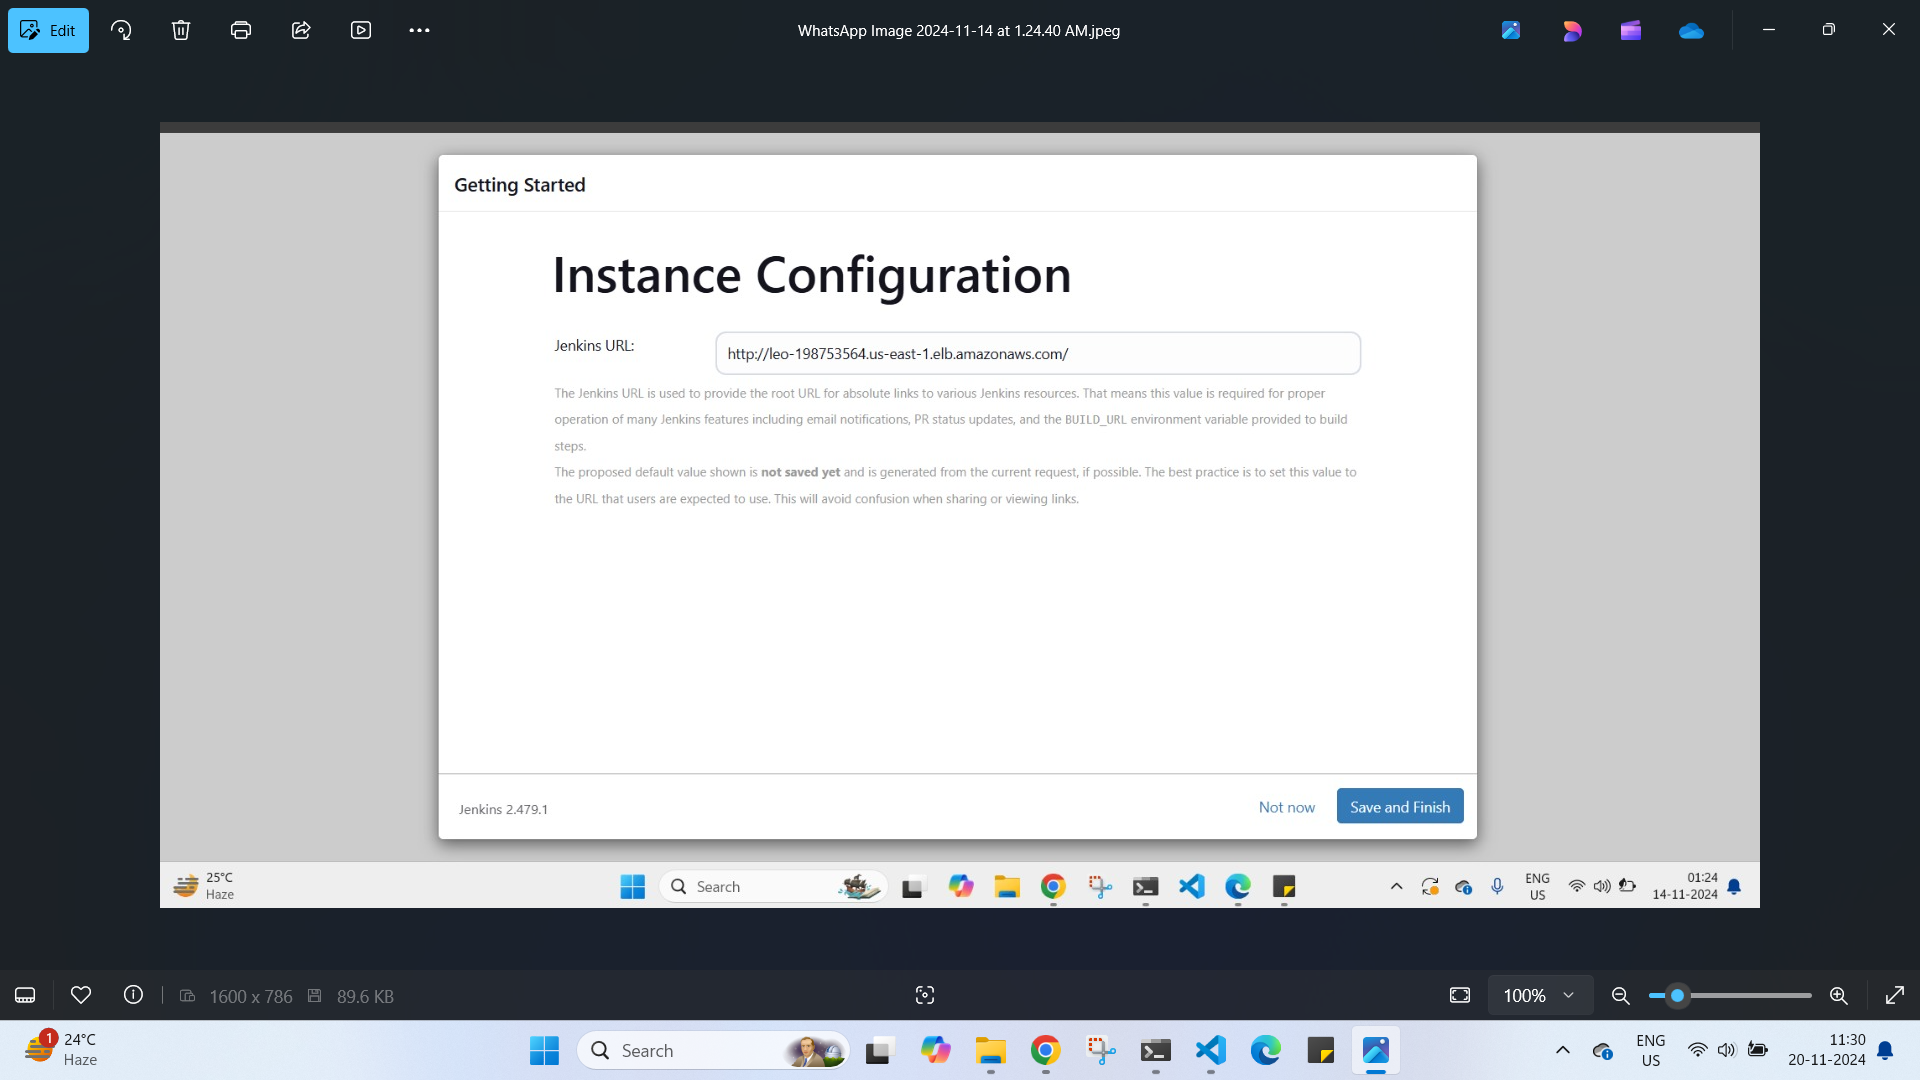 Edit
WhatsApp Image 2024-11-14 at 1.24.40 AM.jpeg
Getting Started
Instance Configuration
Jenkins URL:
http://leo-198753564.us-east-1.elb.amazonaws.com/
The Jenkins URL is used to provide the root URL for absolute links to various Jenkins resources. That means this value is required for proper
operation of many Jenkins features including email notifications, PR status updates, and the BUILD_URL environment variable provided to build
steps.
The proposed default value shown is not saved yet and is generated from the current request, if possible. The best practice is to set this value to
the URL that users are expected to use. This will avoid confusion when sharing or viewing links.
Jenkins 2.479.1
Not now
Save and Finish
25°C
Haze
Search
ENG
US
01:24
14-11-2024
1600 x 786
89.6 KB
100%
1
24°C
Haze
Search
ENG
US
11:30
20-11-2024